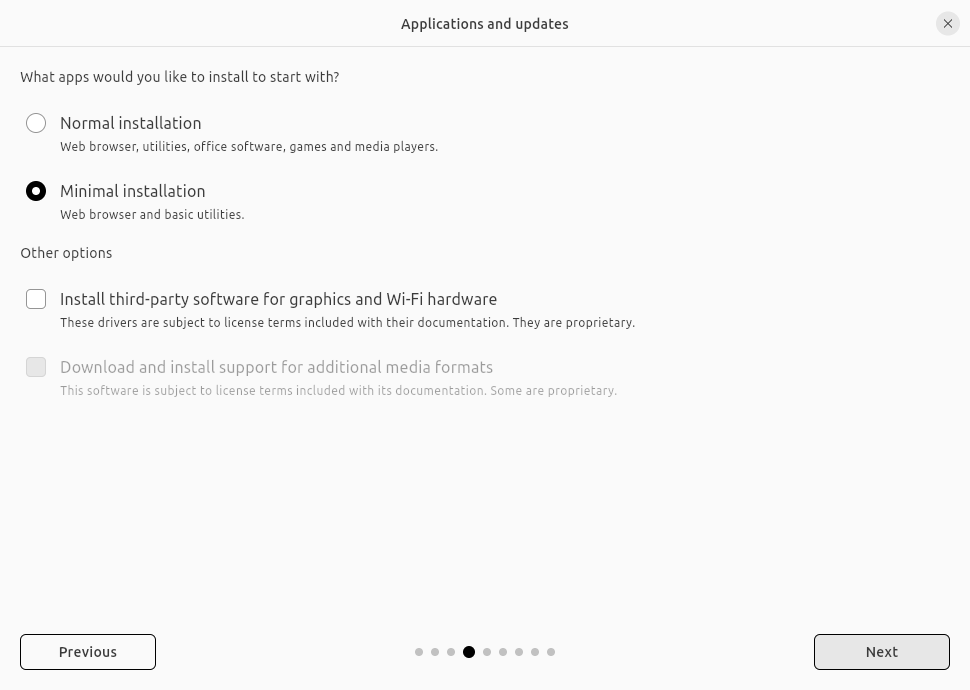 Applications and updates
What apps would you like to install to start with?
Normal installation
Web browser, utilities, office software, games and media players.
Minimal installation
Web browser and basic utilities.
Other options
Install third-party software for graphics and Wi-Fi hardware
These drivers are subject to license terms included with their documentation. They are proprietary.
Download and install support for additional media formats
This software is subject to license terms included with its documentation. Some are proprietary.
Previous
Next